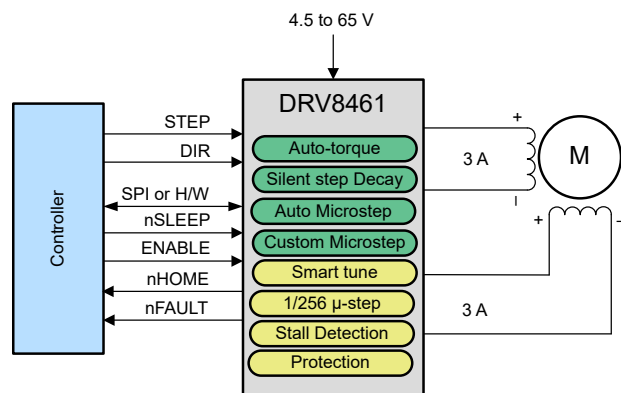 4.5 to 65 V
DRV8461
Controller
STEP
DIR
SPI or H/W
nSLEEP
ENABLE
nHOME
nFAULT
Auto-torque
Silent step Decay
Auto Microstep
Custom Microstep
Smart tune
1/256 µ-step
Stall Detection
Protection
+
3 A
–
M
+
–
3 A